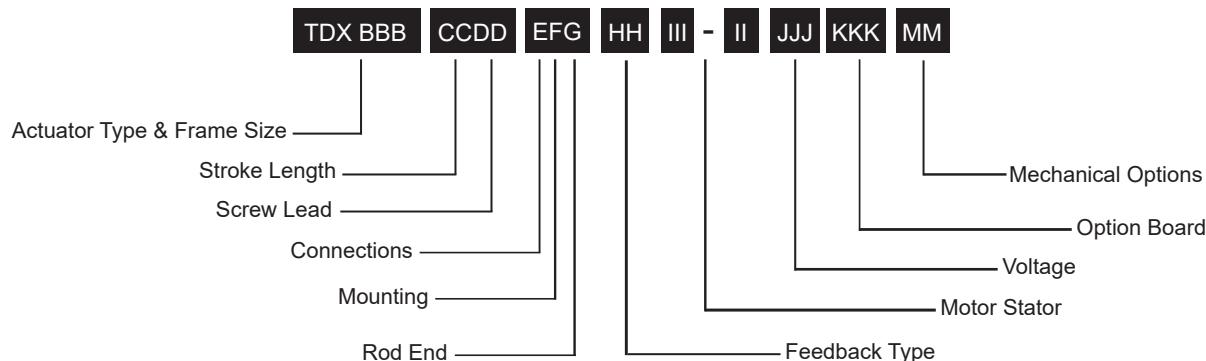 TDX BBB CCDD EFG HH III - II JJJ KKK MM
Actuator Type & Frame Size
Stroke Length
Mechanical Options
Screw Lead
Option Board
Connections
Voltage
Mounting
Motor Stator
Rod End
Feedback Type